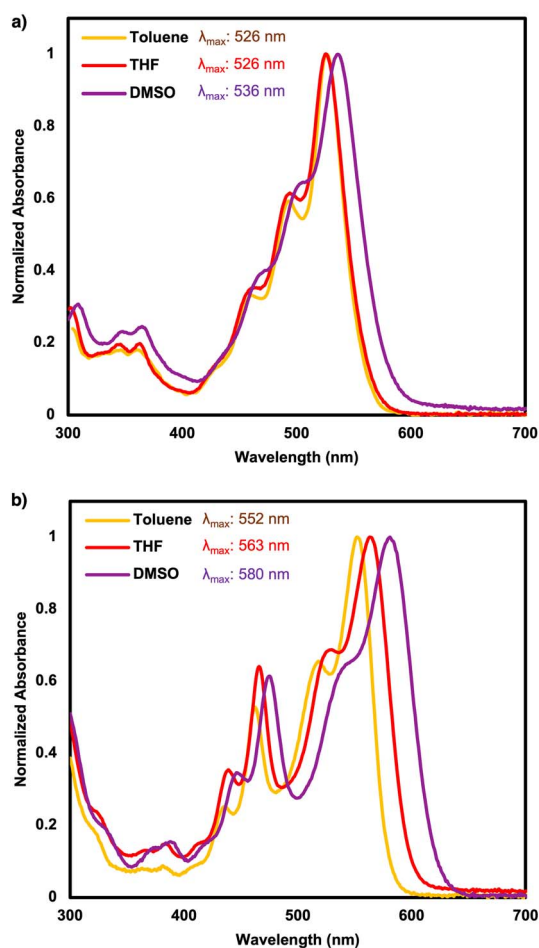 a)
Toluene λmax: 526 nm
THF λmax: 526 nm
DMSO λmax: 536 nm
Normalized Absorbance
1
0.8
0.6
0.4
0.2
0
300 400 500 600 700
Wavelength (nm)
b)
Toluene λmax: 552 nm
THF λmax: 563 nm
DMSO λmax: 580 nm
Normalized Absorbance
1
0.8
0.6
0.4
0.2
0
300 400 500 600 700
Wavelength (nm)